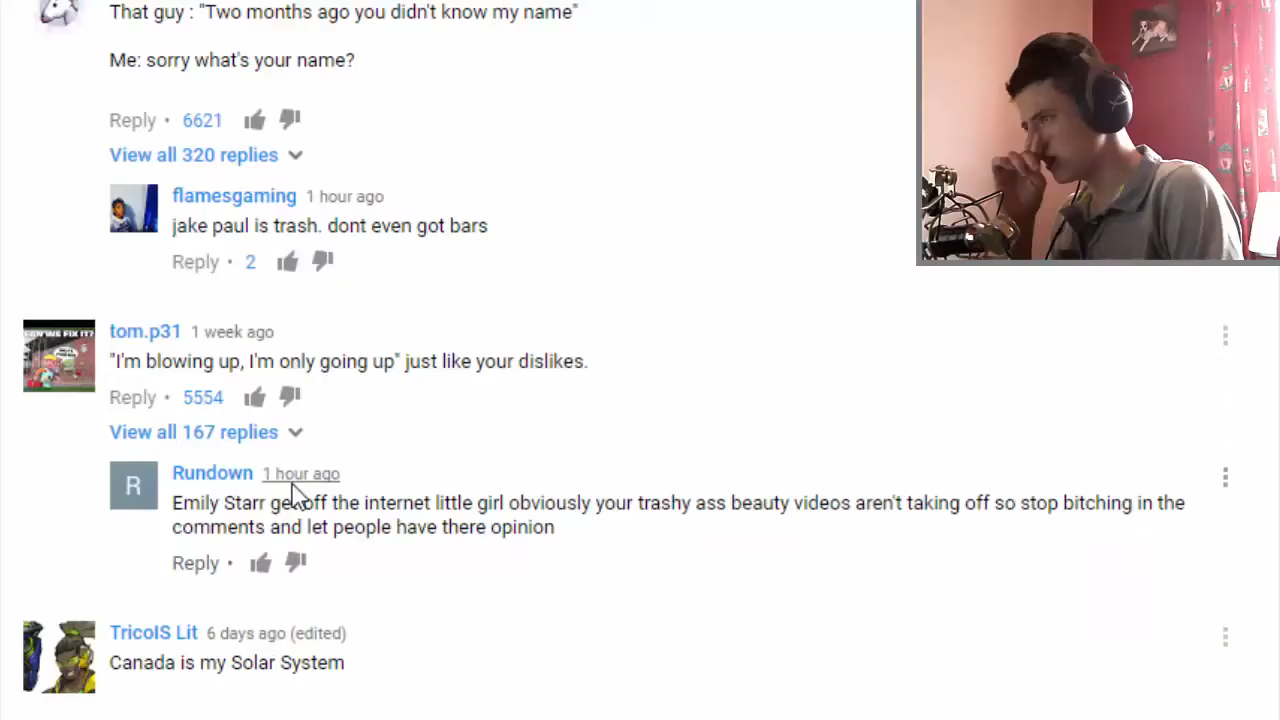 That guy : "Two months ago you didn't know my name"
Me: sorry what's your name?
Reply • 6621
View all 320 replies
flamesgaming 1 hour ago
jake paul is trash. dont even got bars
Reply • 2
tom.p31 1 week ago
"I'm blowing up, I'm only going up" just like your dislikes.
Reply • 5554
View all 167 replies
R
Rundown 1 hour ago
Emily Starr get off the internet little girl obviously your trashy ass beauty videos aren't taking off so stop bitching in the
comments and let people have there opinion
Reply •
TricolS Lit 6 days ago (edited)
Canada is my Solar System